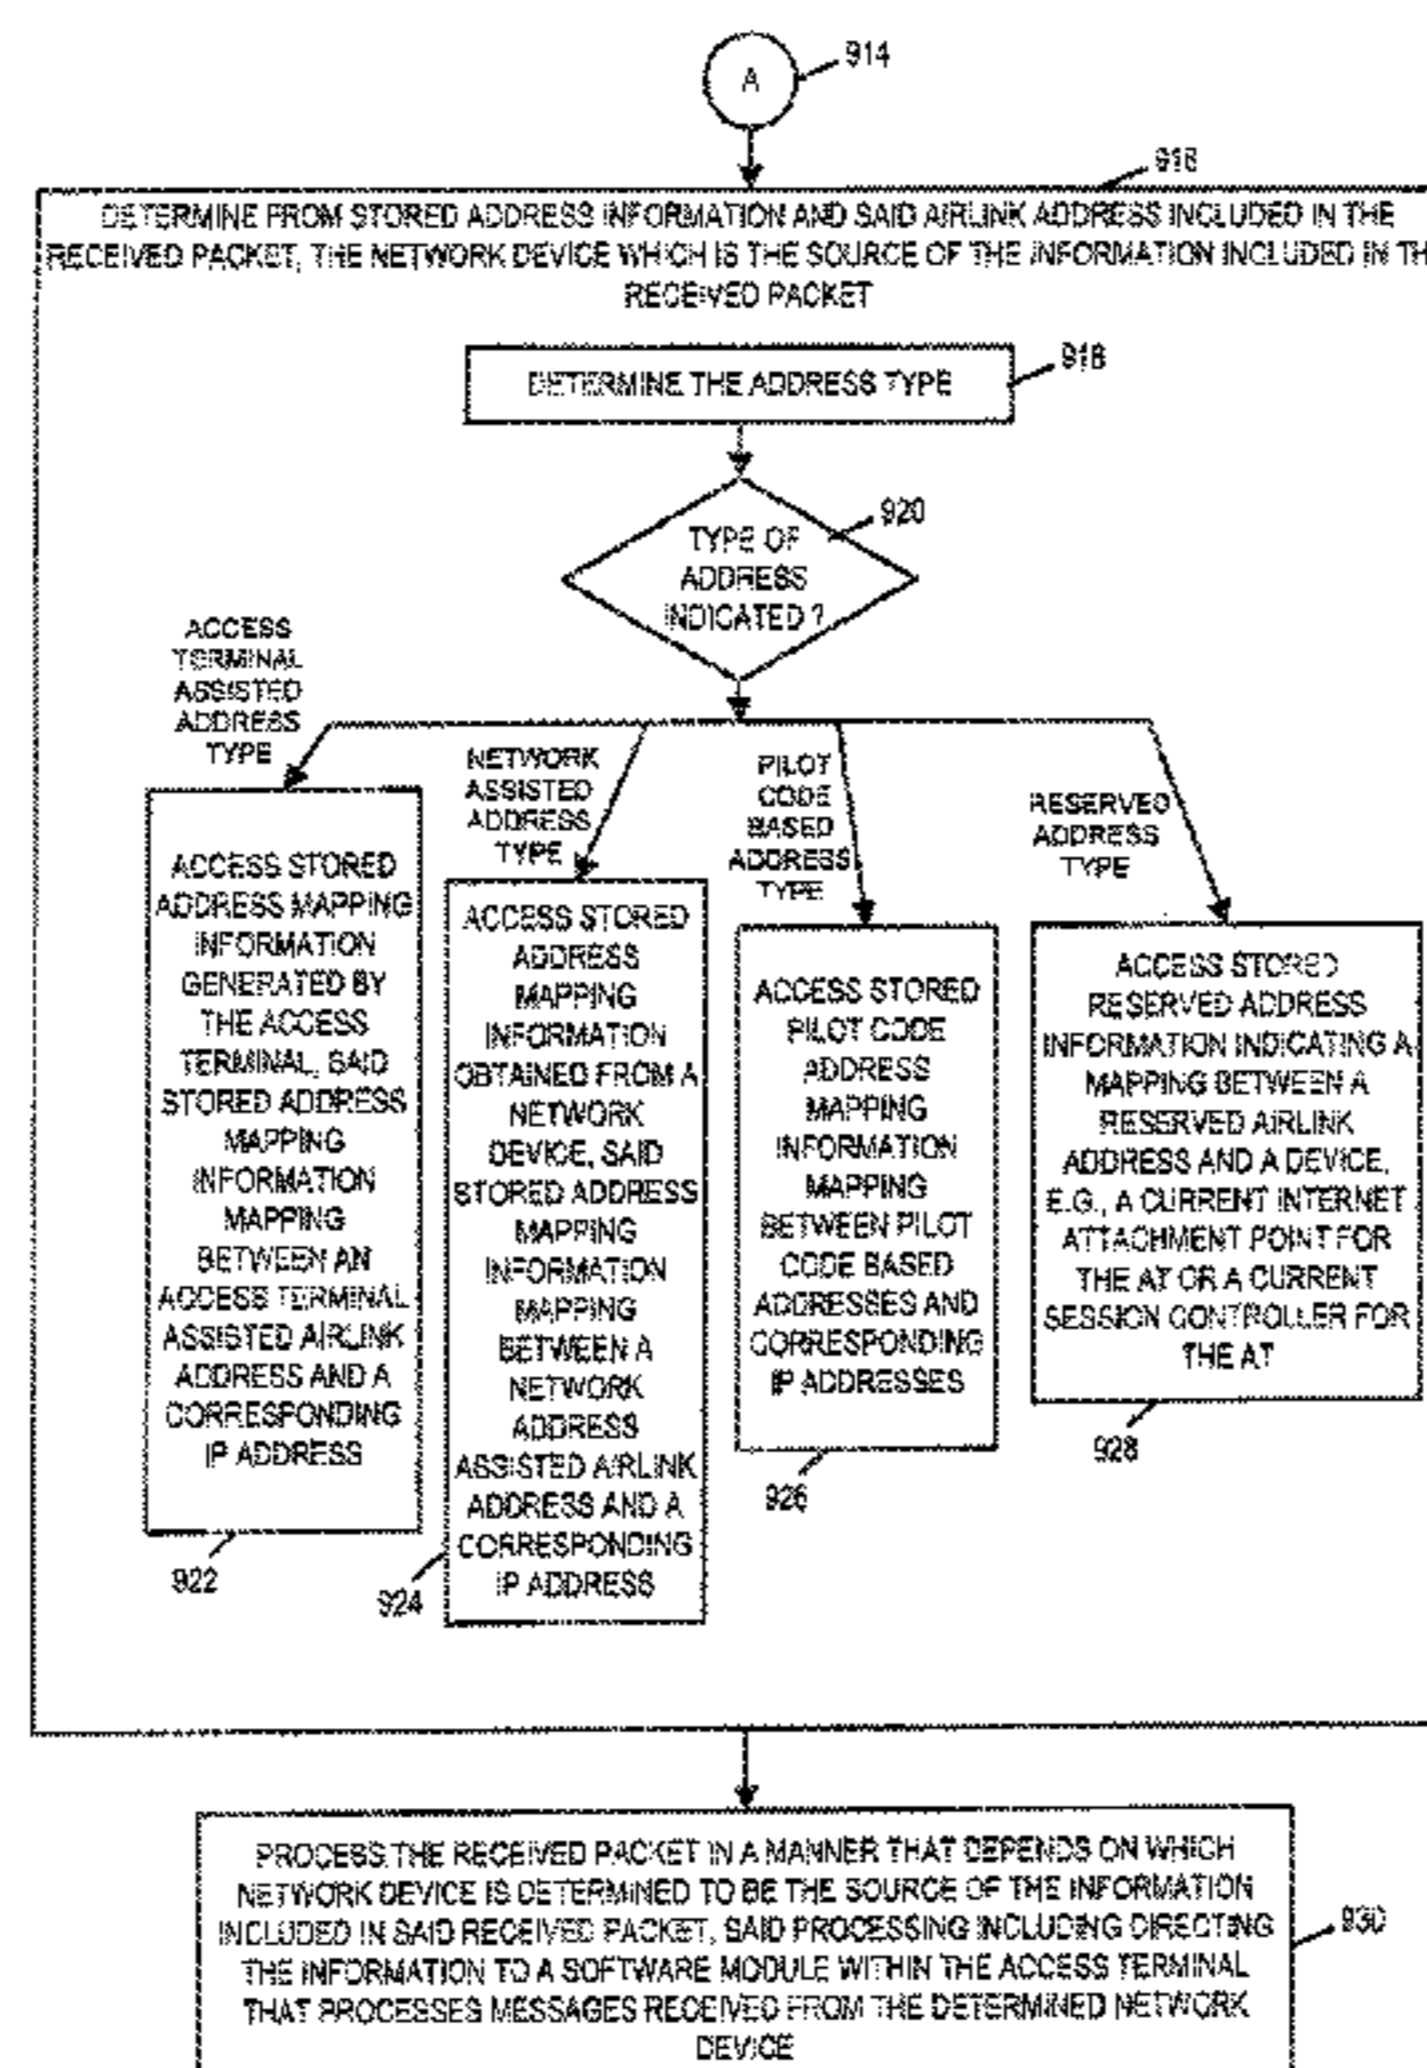 A
914
916
DETERMINE FROM STORED ADDRESS INFORMATION AND SAID AIRLINK ADDRESS INCLUDED IN THE
RECEIVED PACKET, THE NETWORK DEVICE WHICH IS THE SOURCE OF THE INFORMATION INCLUDED IN TH
RECEIVED PACKET
DETERMINE THE ADDRESS TYPE
918
TYPE OF
ADDRESS
INDICATED ?
920
ACCESS
TERMINAL
ASSISTED
ADDRESS
TYPE
NETWORK
ASSISTED
ADDRESS
TYPE
PILOT
CODE
BASED
ADDRESS
TYPE
RESERVED
ADDRESS
TYPE
ACCESS STORED
ADDRESS MAPPING
INFORMATION
GENERATED BY
THE ACCESS
TERMINAL, SAID
STORED ADDRESS
MAPPING
INFORMATION
MAPPING
BETWEEN AN
ACCESS TERMINAL
ASSISTED AIRLINK
ADDRESS AND A
CORRESPONDING
IP ADDRESS
922
ACCESS STORED
ADDRESS
MAPPING
INFORMATION
OBTAINED FROM A
NETWORK
DEVICE, SAID
STORED ADDRESS
MAPPING
INFORMATION
MAPPING
BETWEEN A
NETWORK
ADDRESS
ASSISTED AIRLINK
ADDRESS AND A
CORRESPONDING
IP ADDRESS
924
ACCESS STORED
PILOT CODE
ADDRESS
MAPPING
INFORMATION
MAPPING
BETWEEN PILOT
CODE BASED
ADDRESSES AND
CORRESPONDING
IP ADDRESSES
926
ACCESS STORED
RESERVED ADDRESS
INFORMATION INDICATING A
MAPPING BETWEEN A
RESERVED AIRLINK
ADDRESS AND A DEVICE,
E.G., A CURRENT INTERNET
ATTACHMENT POINT FOR
THE AT OR A CURRENT
SESSION CONTROLLER FOR
THE AT
928
PROCESS THE RECEIVED PACKET IN A MANNER THAT DEPENDS ON WHICH
NETWORK DEVICE IS DETERMINED TO BE THE SOURCE OF THE INFORMATION
INCLUDED IN SAID RECEIVED PACKET, SAID PROCESSING INCLUDING DIRECTING
THE INFORMATION TO A SOFTWARE MODULE WITHIN THE ACCESS TERMINAL
THAT PROCESSES MESSAGES RECEIVED FROM THE DETERMINED NETWORK
DEVICE
930